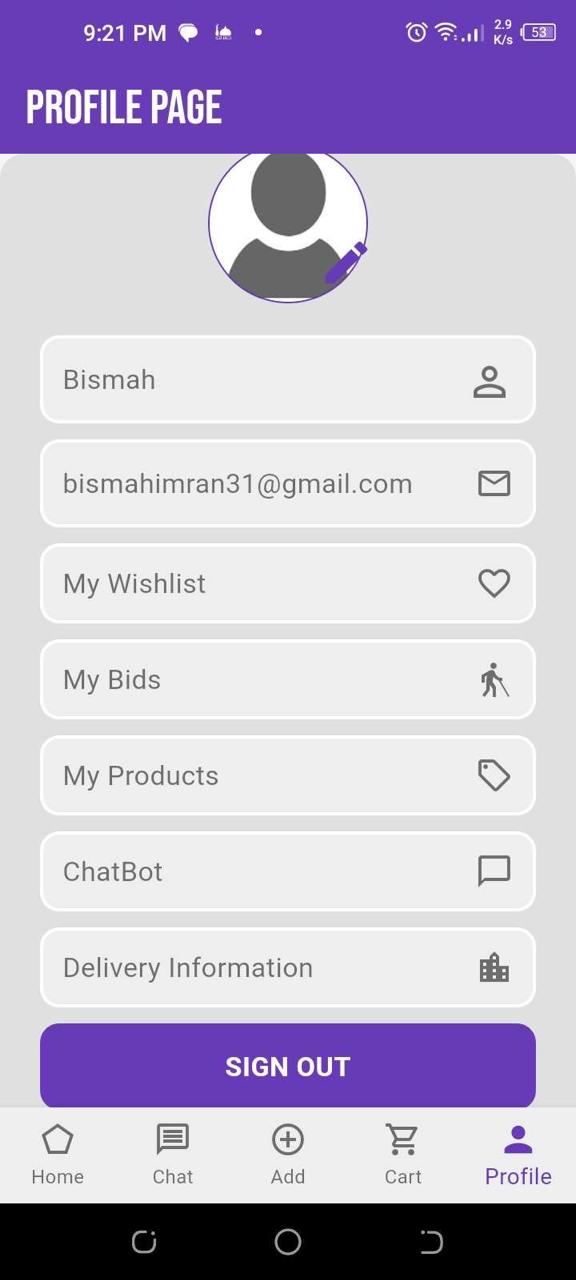 9:21 PM
2.9
K/s
53
PROFILE PAGE
Bismah
bismahimran31@gmail.com
My Wishlist
My Bids
My Products
ChatBot
Delivery Information
SIGN OUT
Home
Chat
Add
Cart
Profile